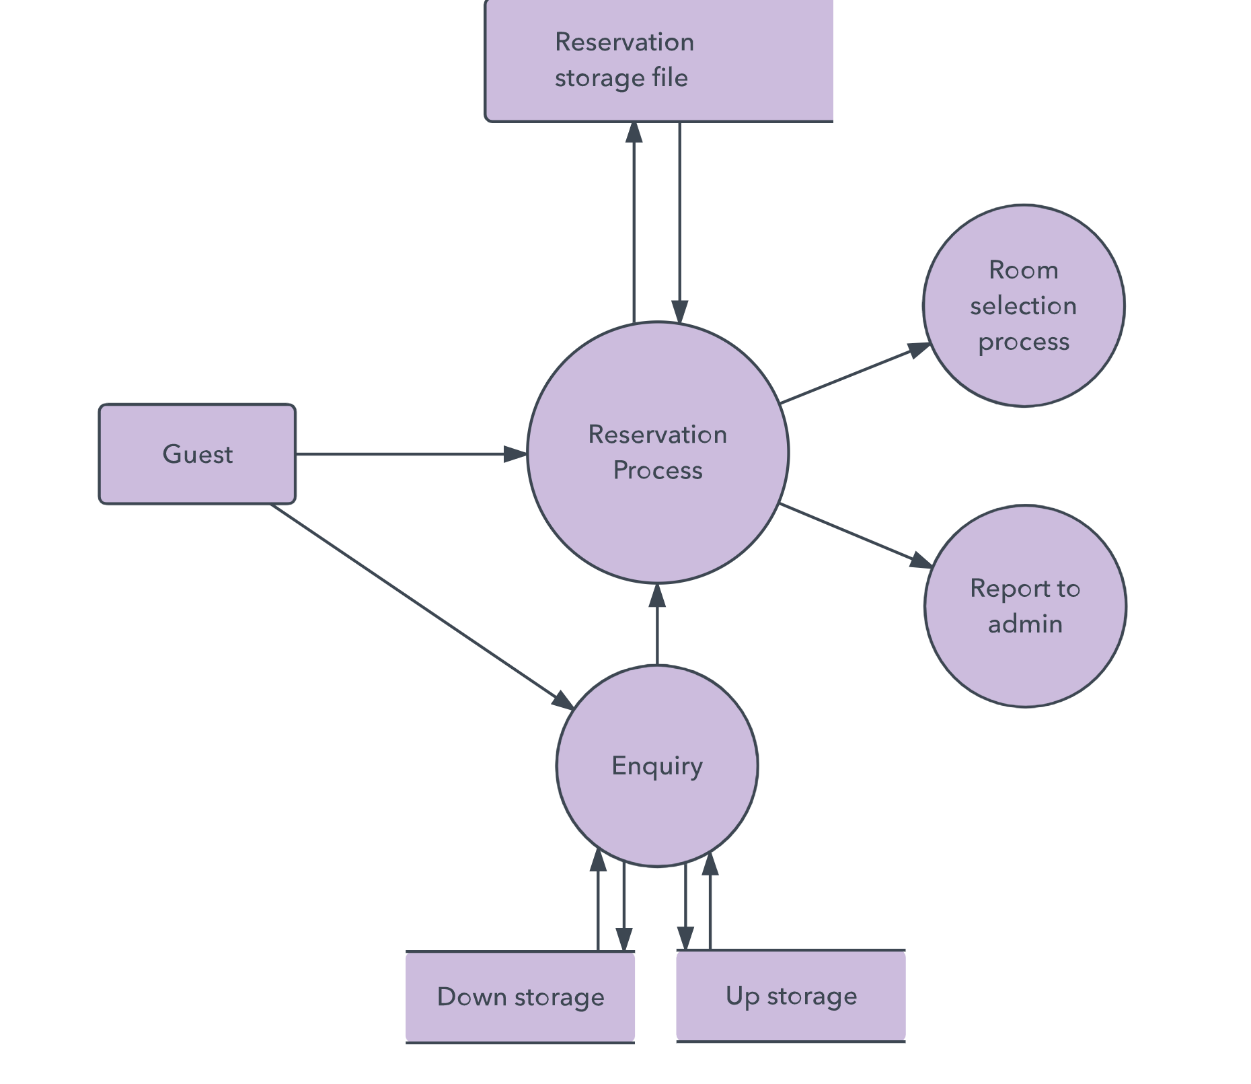 Reservation
storage file
Room
selection
process
Reservation
Process
Guest
Report to
admin
Enquiry
Down storage
Up storage